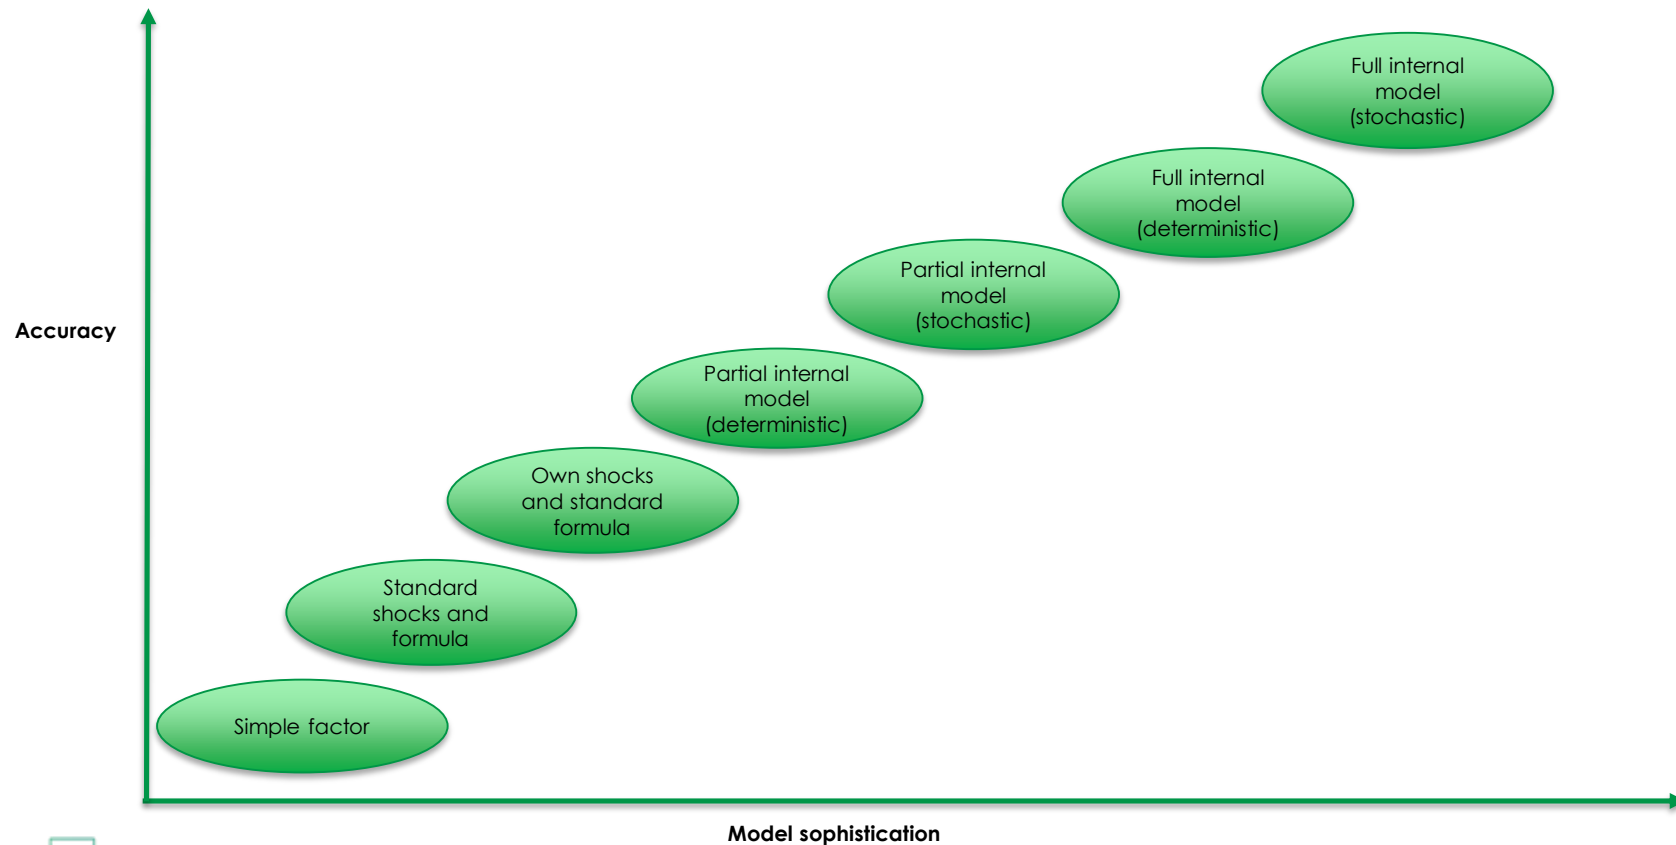 Full internal
model
(stochastic)
Full internal
model
(deterministic)
Partial internal
model
(stochastic)
Accuracy
Partial internal
model
(deterministic)
Own shocks
and standard
formula
Standard
shocks and
formula
Simple factor
Model sophistication